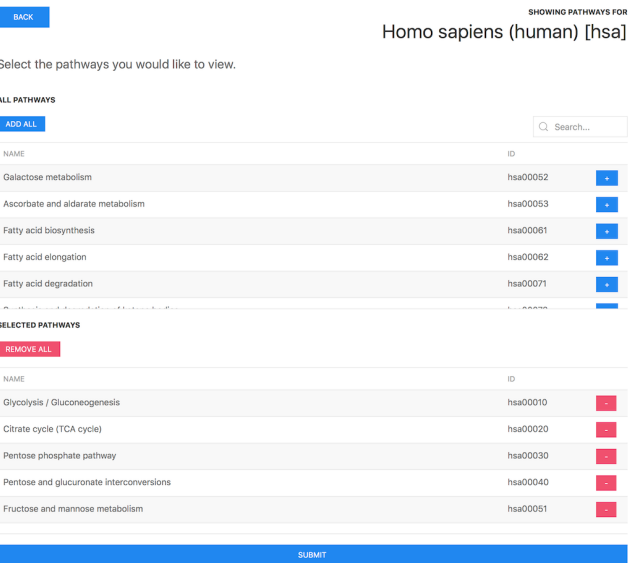 BACK
SHOWING PATHWAYS FOR
Homo sapiens (human) [hsa]
Select the pathways you would like to view.
ALL PATHWAYS
ADD ALL
Search...
NAME ID
Galactose metabolism hsa00052 +
Ascorbate and aldarate metabolism hsa00053 +
Fatty acid biosynthesis hsa00061 +
Fatty acid elongation hsa00062 +
Fatty acid degradation hsa00071 +
SELECTED PATHWAYS
REMOVE ALL
NAME ID
Glycolysis / Gluconeogenesis hsa00010 -
Citrate cycle (TCA cycle) hsa00020 -
Pentose phosphate pathway hsa00030 -
Pentose and glucuronate interconversions hsa00040 -
Fructose and mannose metabolism hsa00051 -
SUBMIT